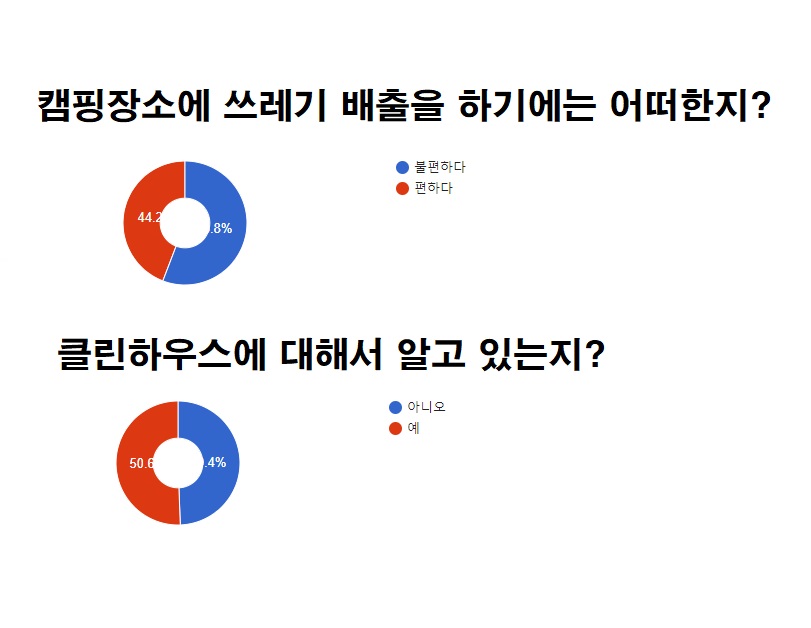 캠핑장소에 쓰레기 배출을 하기에는 어떠한지?
불편하다
편하다
44.2
.8%
클린하우스에 대해서 알고 있는지?
아니오
예
50.6
.4%